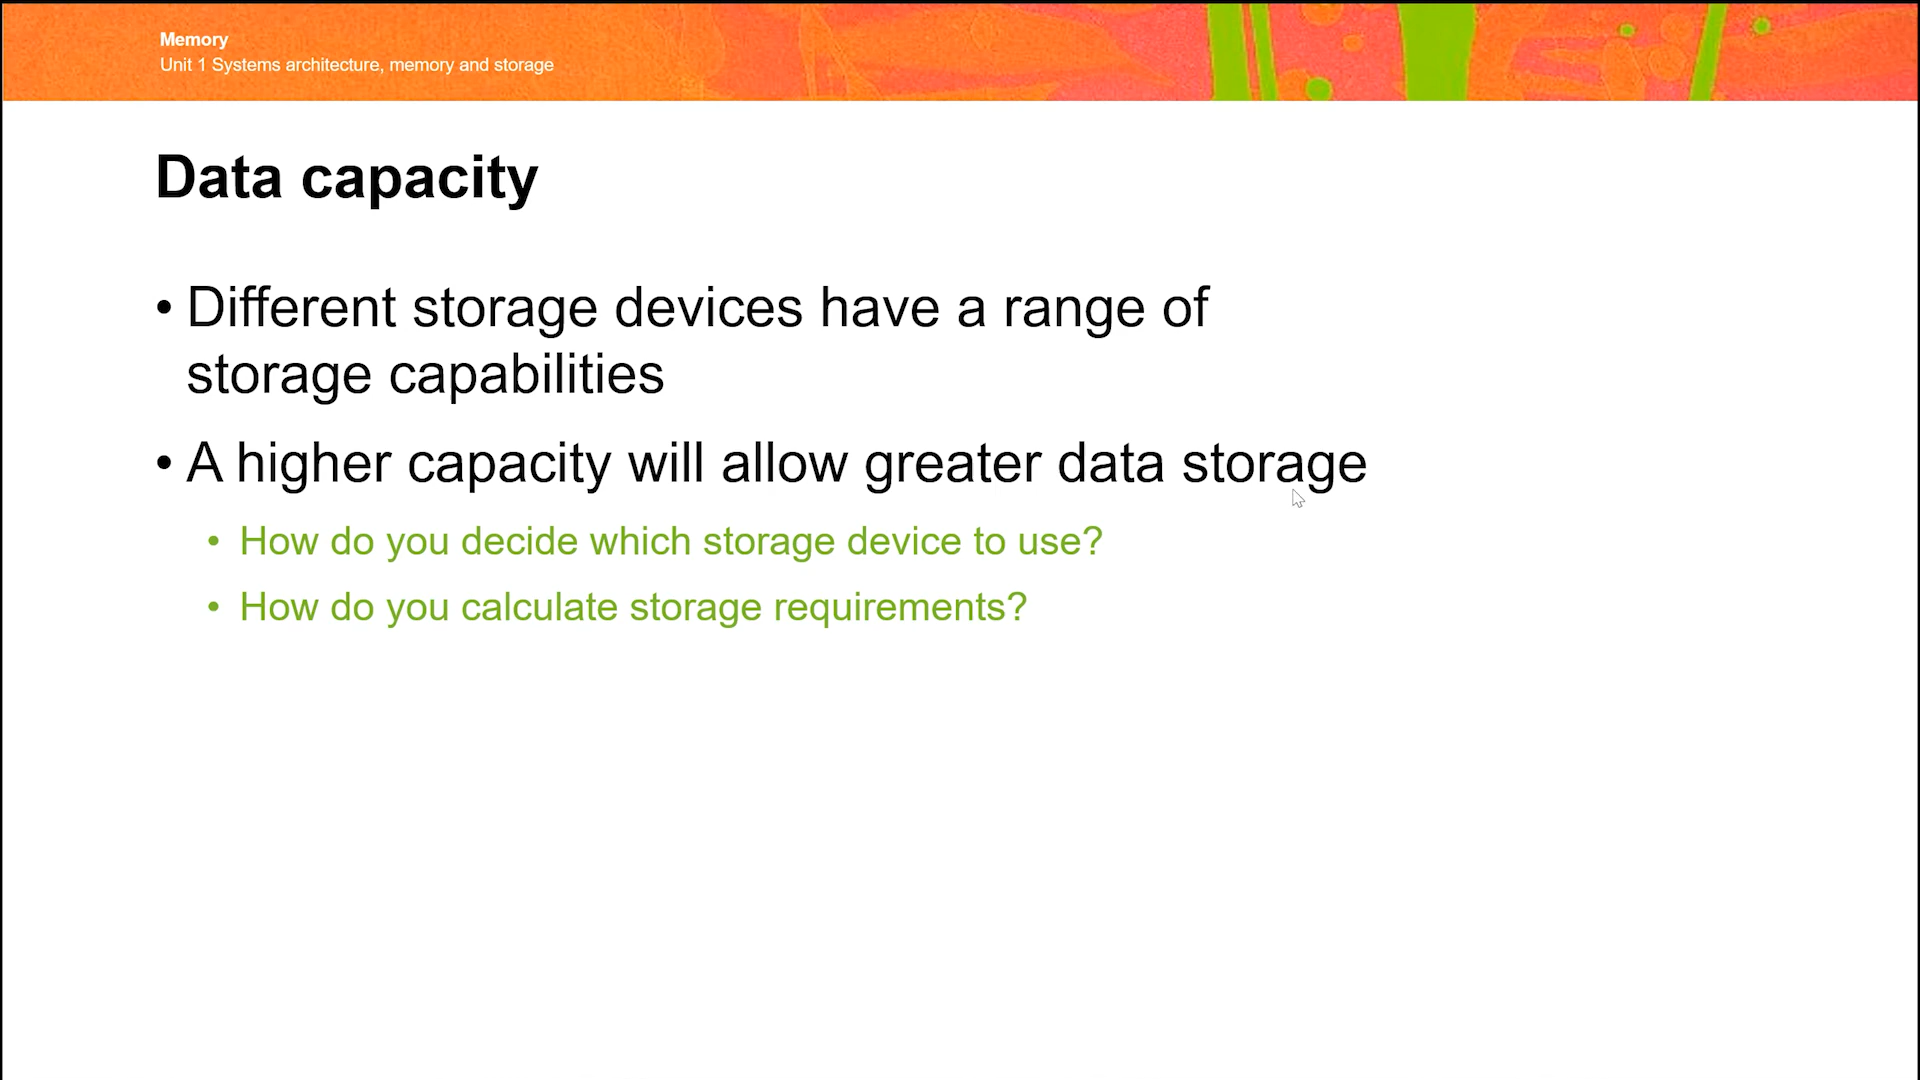 Memory
Unit 1 Systems architecture, memory and storage
Data capacity
• Different storage devices have a range of
storage capabilities
• A higher capacity will allow greater data storage
• How do you decide which storage device to use?
• How do you calculate storage requirements?